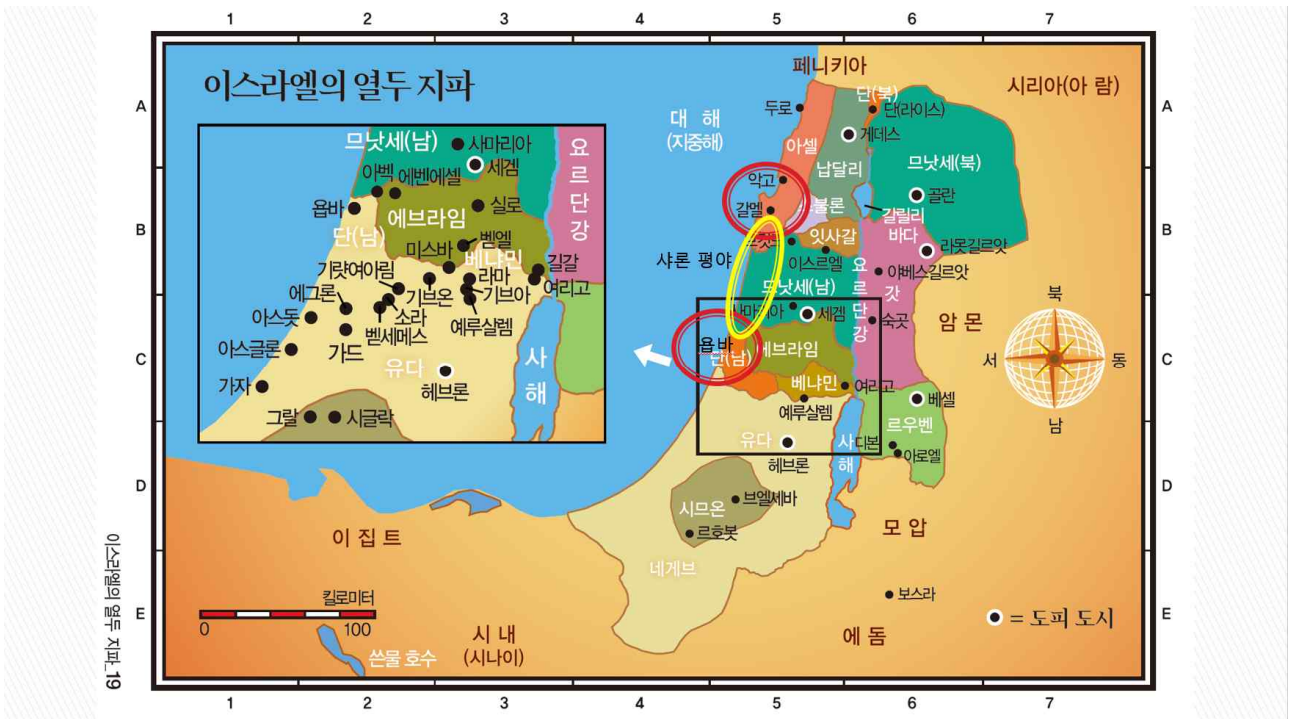 1 2 3 4 5 6 7
이스라엘의 열두 지파
페니키아
시리아(아 람)
A
A
단(북)
단(라이스)
두로
대 해
(지중해)
게데스
아셀
납달리
므낫세(북)
악고
골란
갈멜
불론
갈릴리
바다
B
B
잇사갈
라못길르앗
샤론 평야
이스르엘
요르단강
야베스길르앗
갓
므낫세(남)
사마리아
세겜
숙곳
암 몬
욥바
단(남)
에브라임
C
C
베냐민
여리고
예루살렘
베셀
르우벤
유다
헤브론
사해
디본
아로엘
D
D
시므온
브엘세바
르호봇
모 압
네게브
이 집 트
보스라
E
E
에 돔
시 내
(시나이)
쓴물 호수
킬로미터
0 100
= 도피 도시
북
서 동
남
므낫세(남)
사마리아
세겜
요르단강
아벡
에벤에셀
욥바
에브라임
실로
단(남)
미스바
벧엘
베냐민
길갈
기럇여아림
라마
여리고
에그론
기브온
기브아
아스돗
소라
예루살렘
벧세메스
아스글론
가드
유다
사해
가자
헤브론
그랄
시글락
이스라엘의 열두 지파_19
1 2 3 4 5 6 7